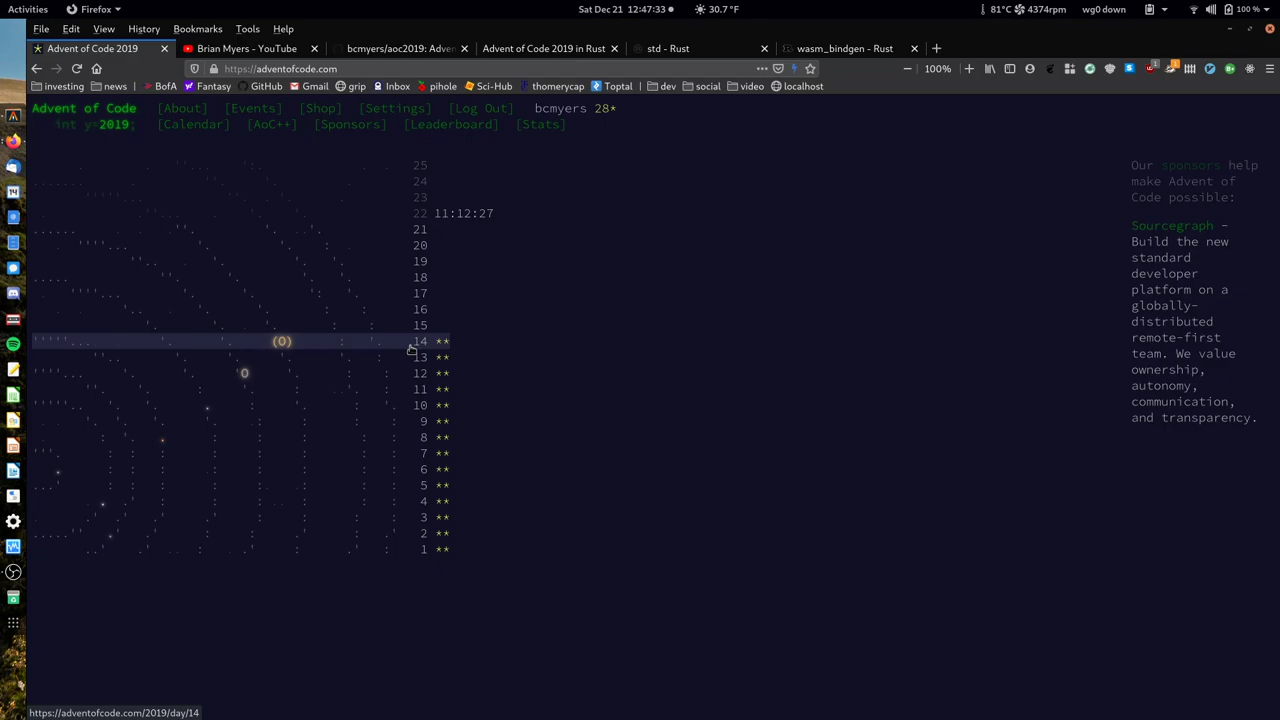 Activities Firefox Sat Dec 21 12:47:33 30.7 °F 81°C 4374rpm wg0 down 100 %
File Edit View History Bookmarks Tools Help
Advent of Code 2019 Brian Myers - YouTube bcmyers/aoc2019: Adven Advent of Code 2019 in Rust std - Rust wasm_bindgen - Rust
https://adventofcode.com 100%
investing news BofA Fantasy GitHub Gmail grip Inbox pihole Sci-Hub thomerycap Toptal dev social video localhost
Advent of Code [About] [Events] [Shop] [Settings] [Log Out] bcmyers 28*
int y=2019; [Calendar] [AoC++] [Sponsors] [Leaderboard] [Stats]
25
24
23
22 11:12:27
21
20
19
18
17
16
15
(O) 14 **
13 **
O 12 **
11 **
10 **
9 **
8 **
7 **
6 **
5 **
4 **
3 **
2 **
1 **
Our sponsors help
make Advent of
Code possible:
Sourcegraph -
Build the new
standard
developer
platform on a
globally-
distributed
remote-first
team. We value
ownership,
autonomy,
communication,
and transparency.
https://adventofcode.com/2019/day/14